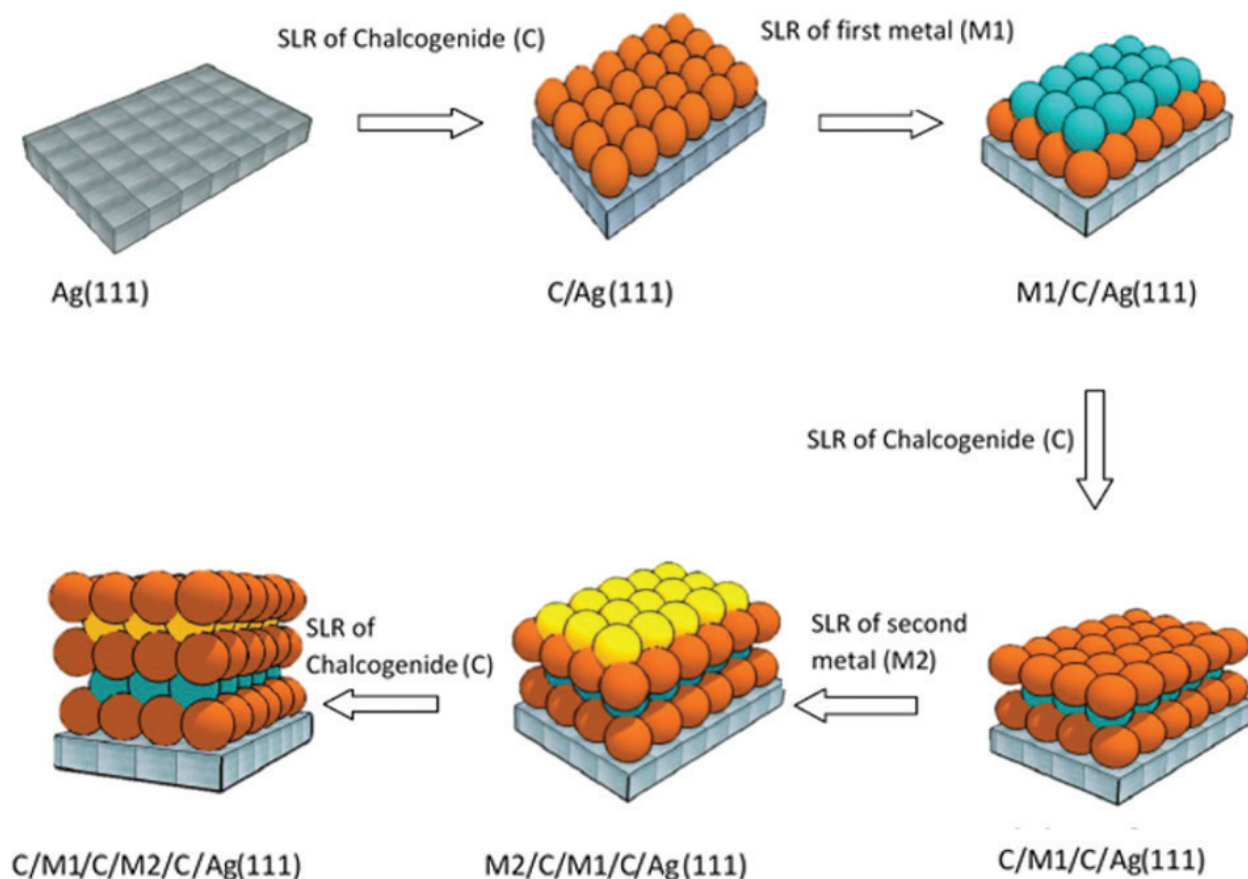 SLR of Chalcogenide (C)
SLR of first metal (M1)
Ag(111)
C/Ag(111)
M1/C/Ag(111)
SLR of Chalcogenide (C)
SLR of second
metal (M2)
SLR of
Chalcogenide (C)
C/M1/C/Ag(111)
M2/C/M1/C/Ag(111)
C/M1/C/M2/C/Ag(111)